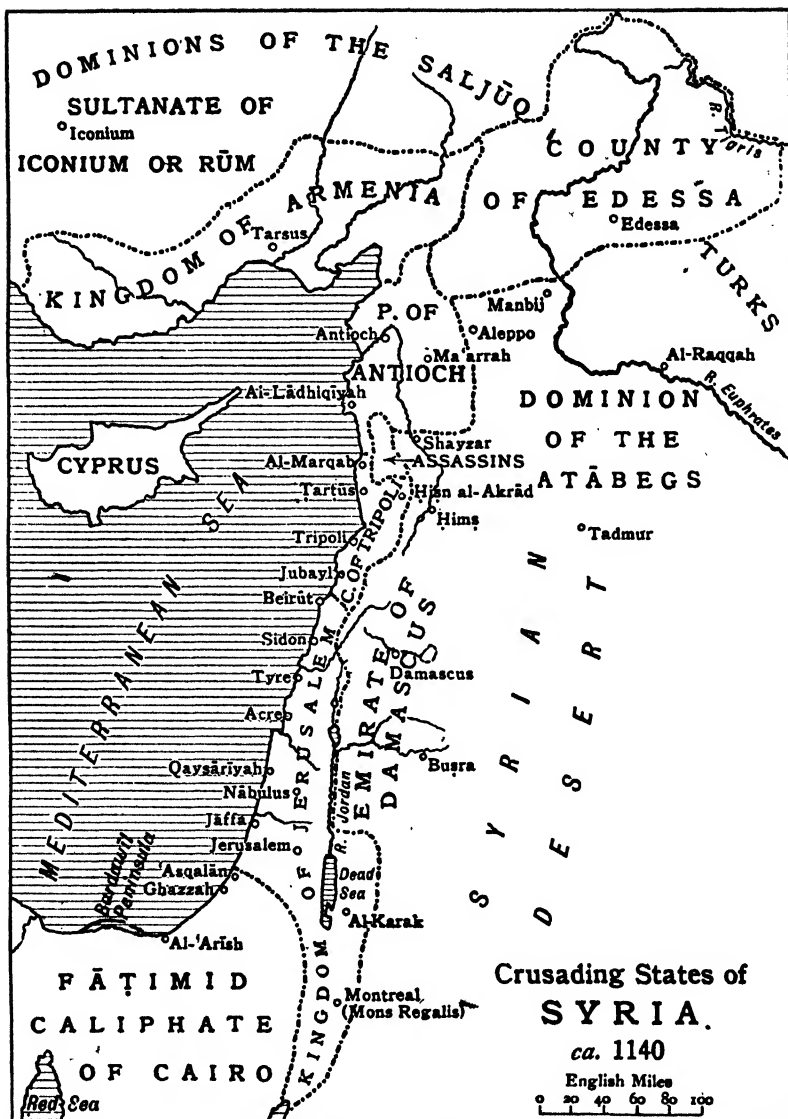 DOMINIONS OF THE SALJŪQ
SULTANATE OF
Iconium
ICONIUM OR RŪM
R. Tigris
COUNTY
OF EDESSA
Edessa
KINGDOM OF ARMENIA
Tarsus
TURKS
Manbij
P. OF
Antioch
Aleppo
Ma'arrah
ANTIOCH
Al-Raqqah
R. Euphrates
Al-Lādhiqīyah
DOMINION
OF THE
ATĀBEGS
Shayzar
CYPRUS
Al-Marqab
ASSASSINS
Tartūs
Ḥiṣn al-Akrād
Hims
Tadmur
Tripoli
C. OF TRIPOLI
Jubayl
Beirūt
MEDITERRANEAN SEA
Sidon
EMIRATE OF
DAMASCUS
Damascus
SYRIAN
DESERT
Tyre
Acre
Buṣra
Qaysārīyah
Nābulus
R. Jordan
Jāffa
Jerusalem
KINGDOM OF JERUSALEM
'Asqalān
Ghazzah
Dead
Sea
Bardawīl
Peninsula
Al-Karak
Al-'Arīsh
FĀṬIMID
CALIPHATE
OF CAIRO
Montreal
(Mons Regalis)
Red Sea
Crusading States of
SYRIA.
ca. 1140
English Miles
0 20 40 60 80 100